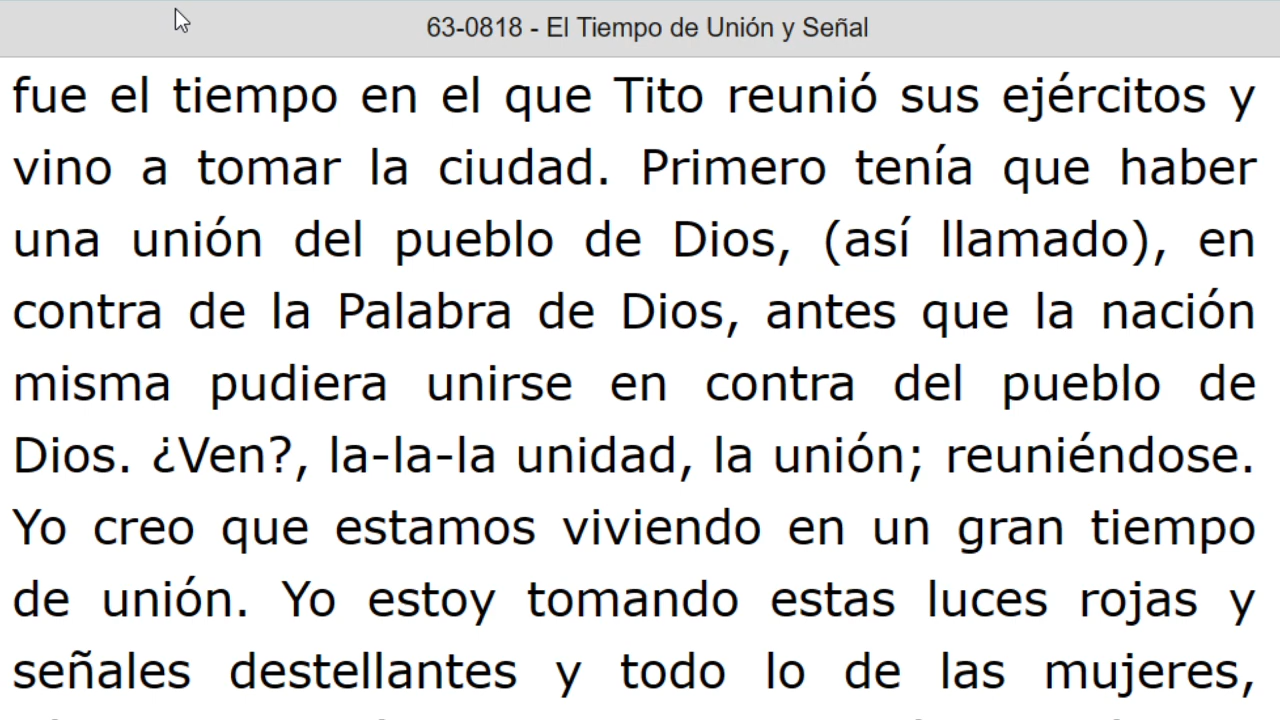 63-0818 - El Tiempo de Unión y Señal
fue el tiempo en el que Tito reunió sus ejércitos y
vino a tomar la ciudad. Primero tenía que haber
una unión del pueblo de Dios, (así llamado), en
contra de la Palabra de Dios, antes que la nación
misma pudiera unirse en contra del pueblo de
Dios. ¿Ven?, la-la-la unidad, la unión; reuniéndose.
Yo creo que estamos viviendo en un gran tiempo
de unión. Yo estoy tomando estas luces rojas y
señales destellantes y todo lo de las mujeres,